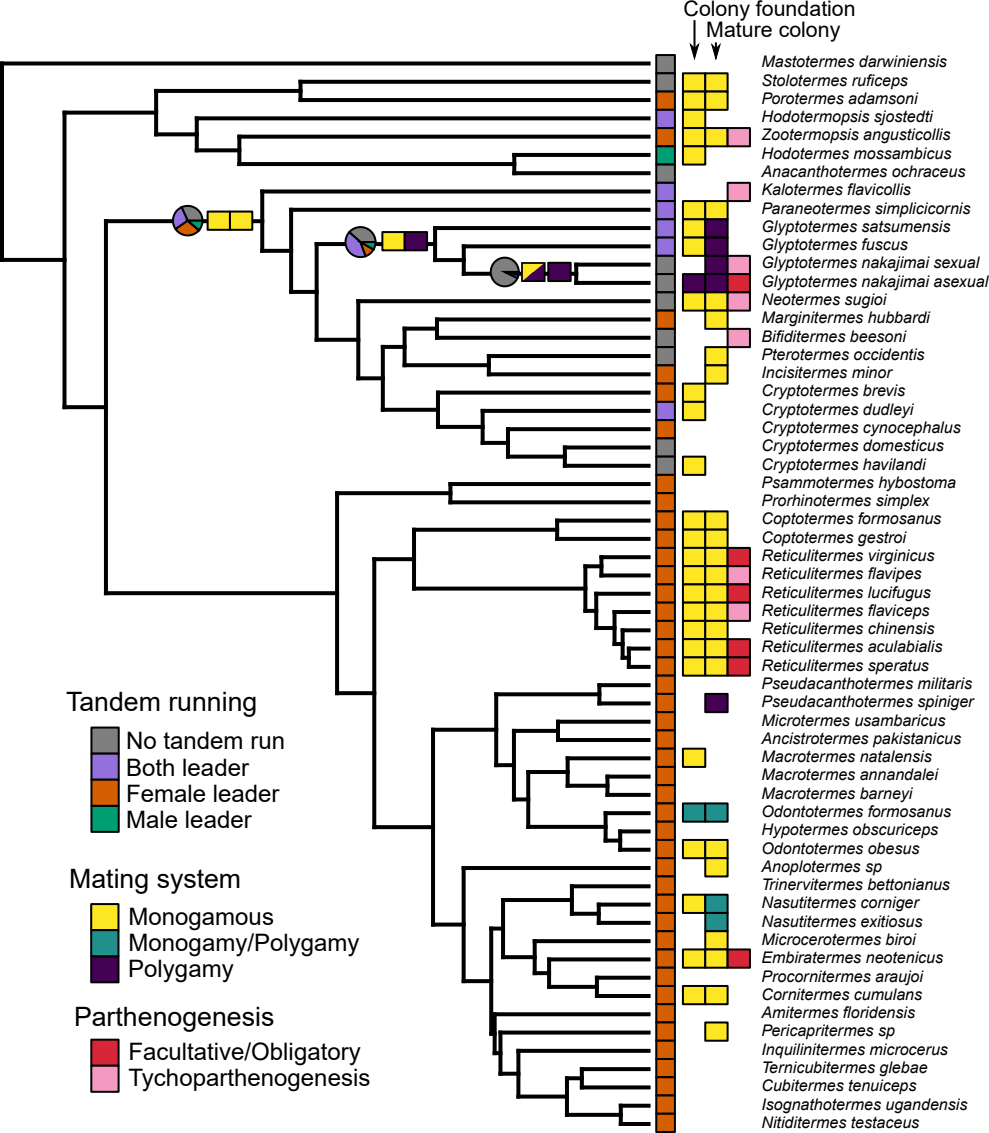 Colony foundation
Mature colony
Mastotermes darwiniensis
Stolotermes ruficeps
Porotermes adamsoni
Hodotermopsis sjostedti
Zootermopsis angusticollis
Hodotermes mossambicus
Anacanthotermes ochraceus
Kalotermes flavicollis
Paraneotermes simplicicornis
Glyptotermes satsumensis
Glyptotermes fuscus
Glyptotermes nakajimai sexual
Glyptotermes nakajimai asexual
Neotermes sugioi
Marginitermes hubbardi
Bifiditermes beesoni
Pterotermes occidentis
Incisitermes minor
Cryptotermes brevis
Cryptotermes dudleyi
Cryptotermes cynocephalus
Cryptotermes domesticus
Cryptotermes havilandi
Psammotermes hybostoma
Prorhinotermes simplex
Coptotermes formosanus
Coptotermes gestroi
Reticulitermes virginicus
Reticulitermes flavipes
Reticulitermes lucifugus
Reticulitermes flaviceps
Reticulitermes chinensis
Reticulitermes aculabialis
Reticulitermes speratus
Pseudacanthotermes militaris
Pseudacanthotermes spiniger
Microtermes usambaricus
Ancistrotermes pakistanicus
Macrotermes natalensis
Macrotermes annandalei
Macrotermes barneyi
Odontotermes formosanus
Hypotermes obscuriceps
Odontotermes obesus
Anoplotermes sp
Trinervitermes bettonianus
Nasutitermes corniger
Nasutitermes exitiosus
Microcerotermes biroi
Embiratermes neotenicus
Procornitermes araujoi
Cornitermes cumulans
Amitermes floridensis
Pericapritermes sp
Inquilinitermes microcerus
Ternicubitermes glebae
Cubitermes tenuiceps
Isognathotermes ugandensis
Nitiditermes testaceus
Tandem running
No tandem run
Both leader
Female leader
Male leader
Mating system
Monogamous
Monogamy/Polygamy
Polygamy
Parthenogenesis
Facultative/Obligatory
Tychoparthenogenesis